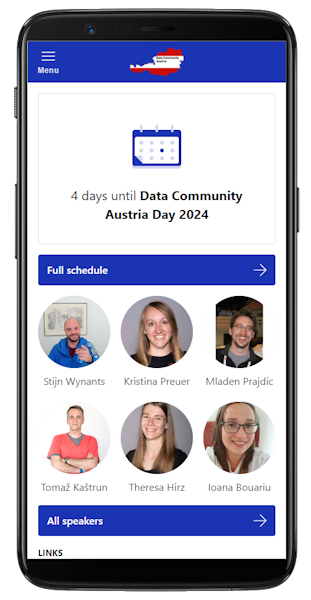 Menu
Data Community
Austria
4 days until Data Community
Austria Day 2024
Full schedule
Stijn Wynants
Kristina Preuer
Mladen Prajdic
Tomaž Kaštrun
Theresa Hirz
Ioana Bouariu
All speakers
LINKS